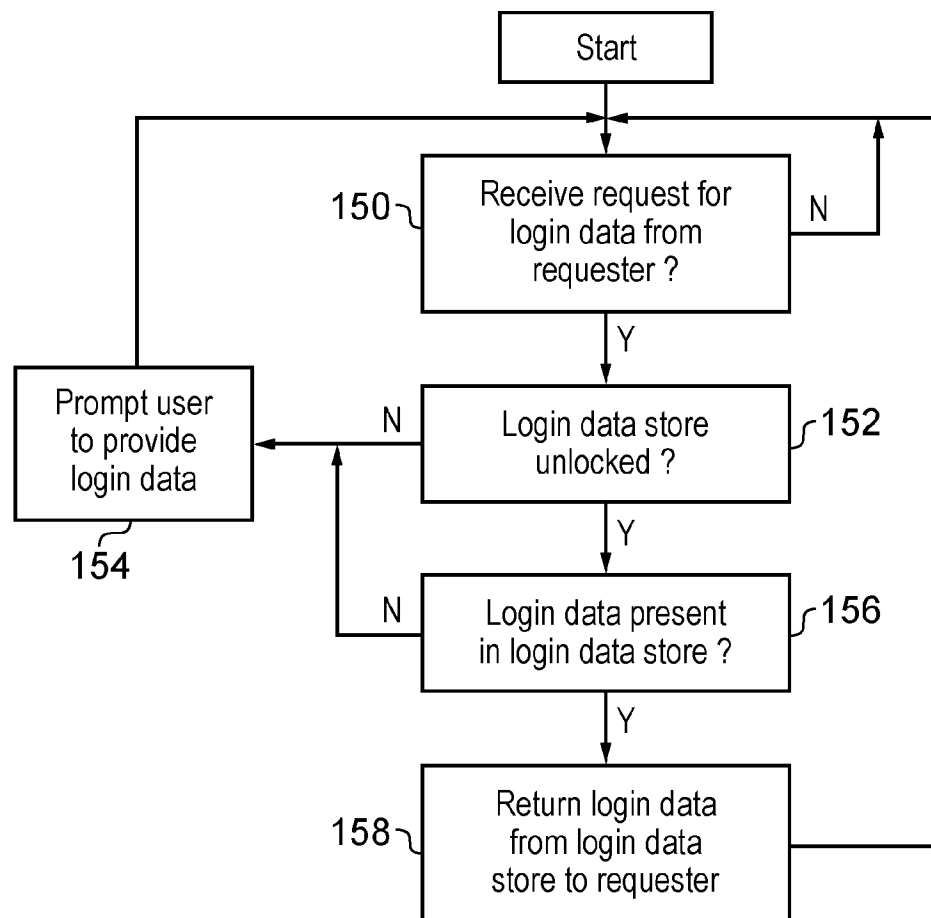 Start
150
Receive request for
login data from
requester ?
N
Y
Prompt user
to provide
login data
154
N
Login data store
unlocked ?
152
Y
N
Login data present
in login data store ?
156
Y
158
Return login data
from login data
store to requester